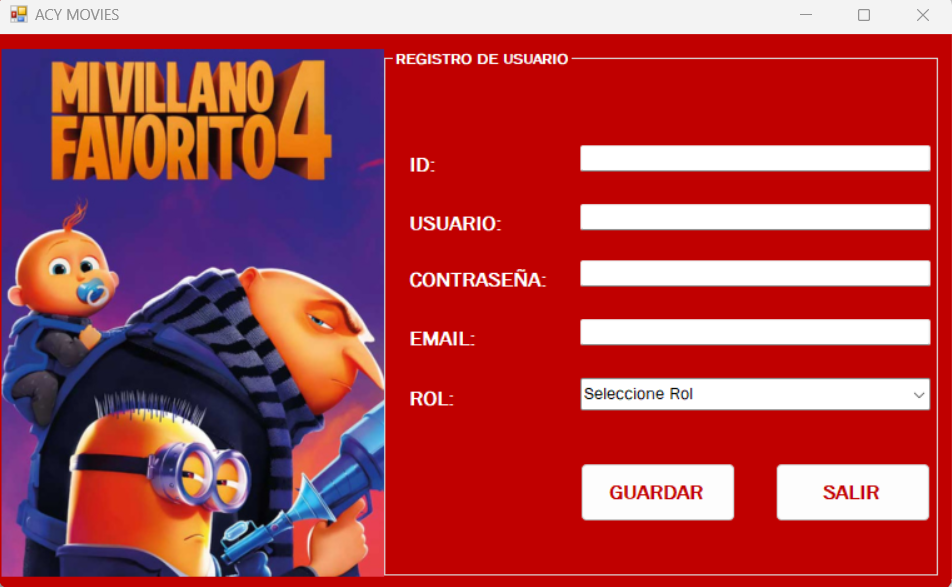 ACY MOVIES
MI VILLANO
FAVORITO 4
REGISTRO DE USUARIO
ID:
USUARIO:
CONTRASEÑA:
EMAIL:
ROL:
Seleccione Rol
GUARDAR
SALIR